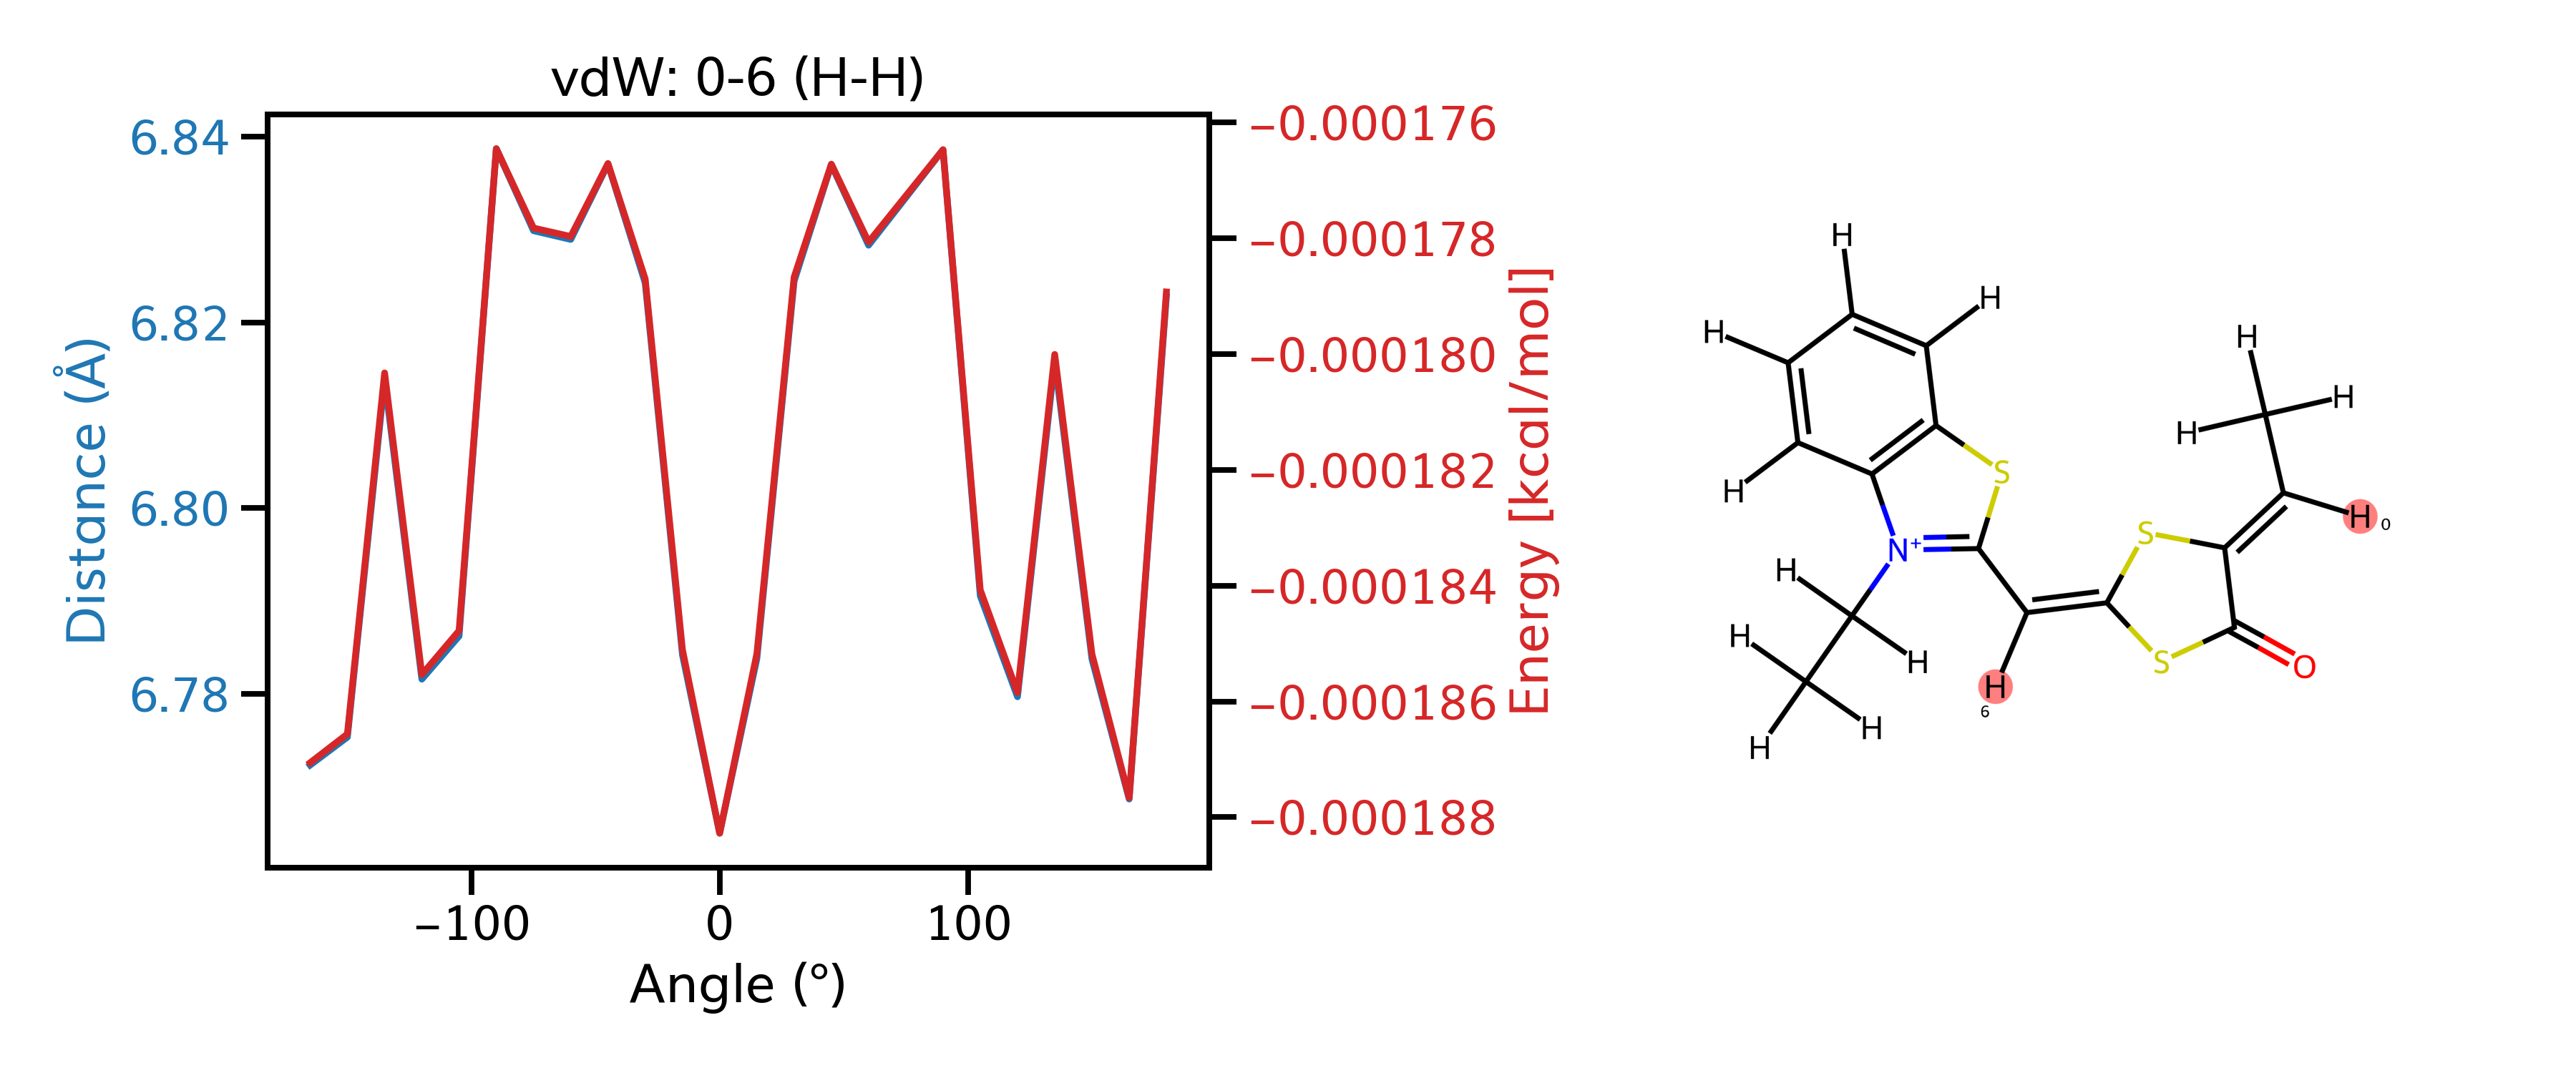 vdW: 0-6 (H-H)
6.84
6.82
6.80
6.78
Distance (Å)
−0.000176
−0.000178
−0.000180
−0.000182
−0.000184
−0.000186
−0.000188
Energy [kcal/mol]
−100 0 100
Angle (°)
H
H
H
H
H
H
H
S
H
S
H 0
N+
H
H
H
S
O
H
6
H
H